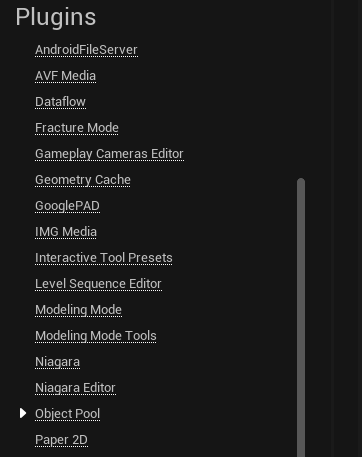 Plugins
AndroidFileServer
AVF Media
Dataflow
Fracture Mode
Gameplay Cameras Editor
Geometry Cache
GooglePAD
IMG Media
Interactive Tool Presets
Level Sequence Editor
Modeling Mode
Modeling Mode Tools
Niagara
Niagara Editor
Object Pool
Paper 2D